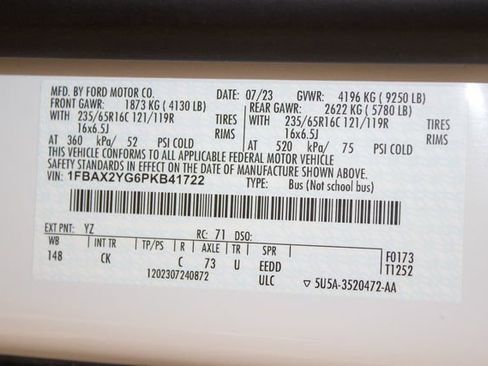 MFD. BY FORD MOTOR CO. DATE: 07/23 GVWR: 4196 KG ( 9250 LB)
FRONT GAWR: 1873 KG ( 4130 LB) REAR GAWR: 2622 KG ( 5780 LB)
WITH 235/65R16C 121/119R TIRES WITH 235/65R16C 121/119R TIRES
16x6.5J RIMS 16x6.5J RIMS
AT 360 kPa/ 52 PSI COLD AT 520 kPa/ 75 PSI COLD
THIS VEHICLE CONFORMS TO ALL APPLICABLE FEDERAL MOTOR VEHICLE
SAFETY STANDARDS IN EFFECT ON THE DATE OF MANUFACTURE SHOWN ABOVE.
VIN: 1FBAX2YG6PKB41722 TYPE: Bus (Not school bus)
EXT PNT: YZ RC: 71 DSO:
WB INT TR TP/PS R AXLE TR SPR F0173
148 CK C 73 U EEDD T1252
1202307240872 ULC 5U5A-3520472-AA